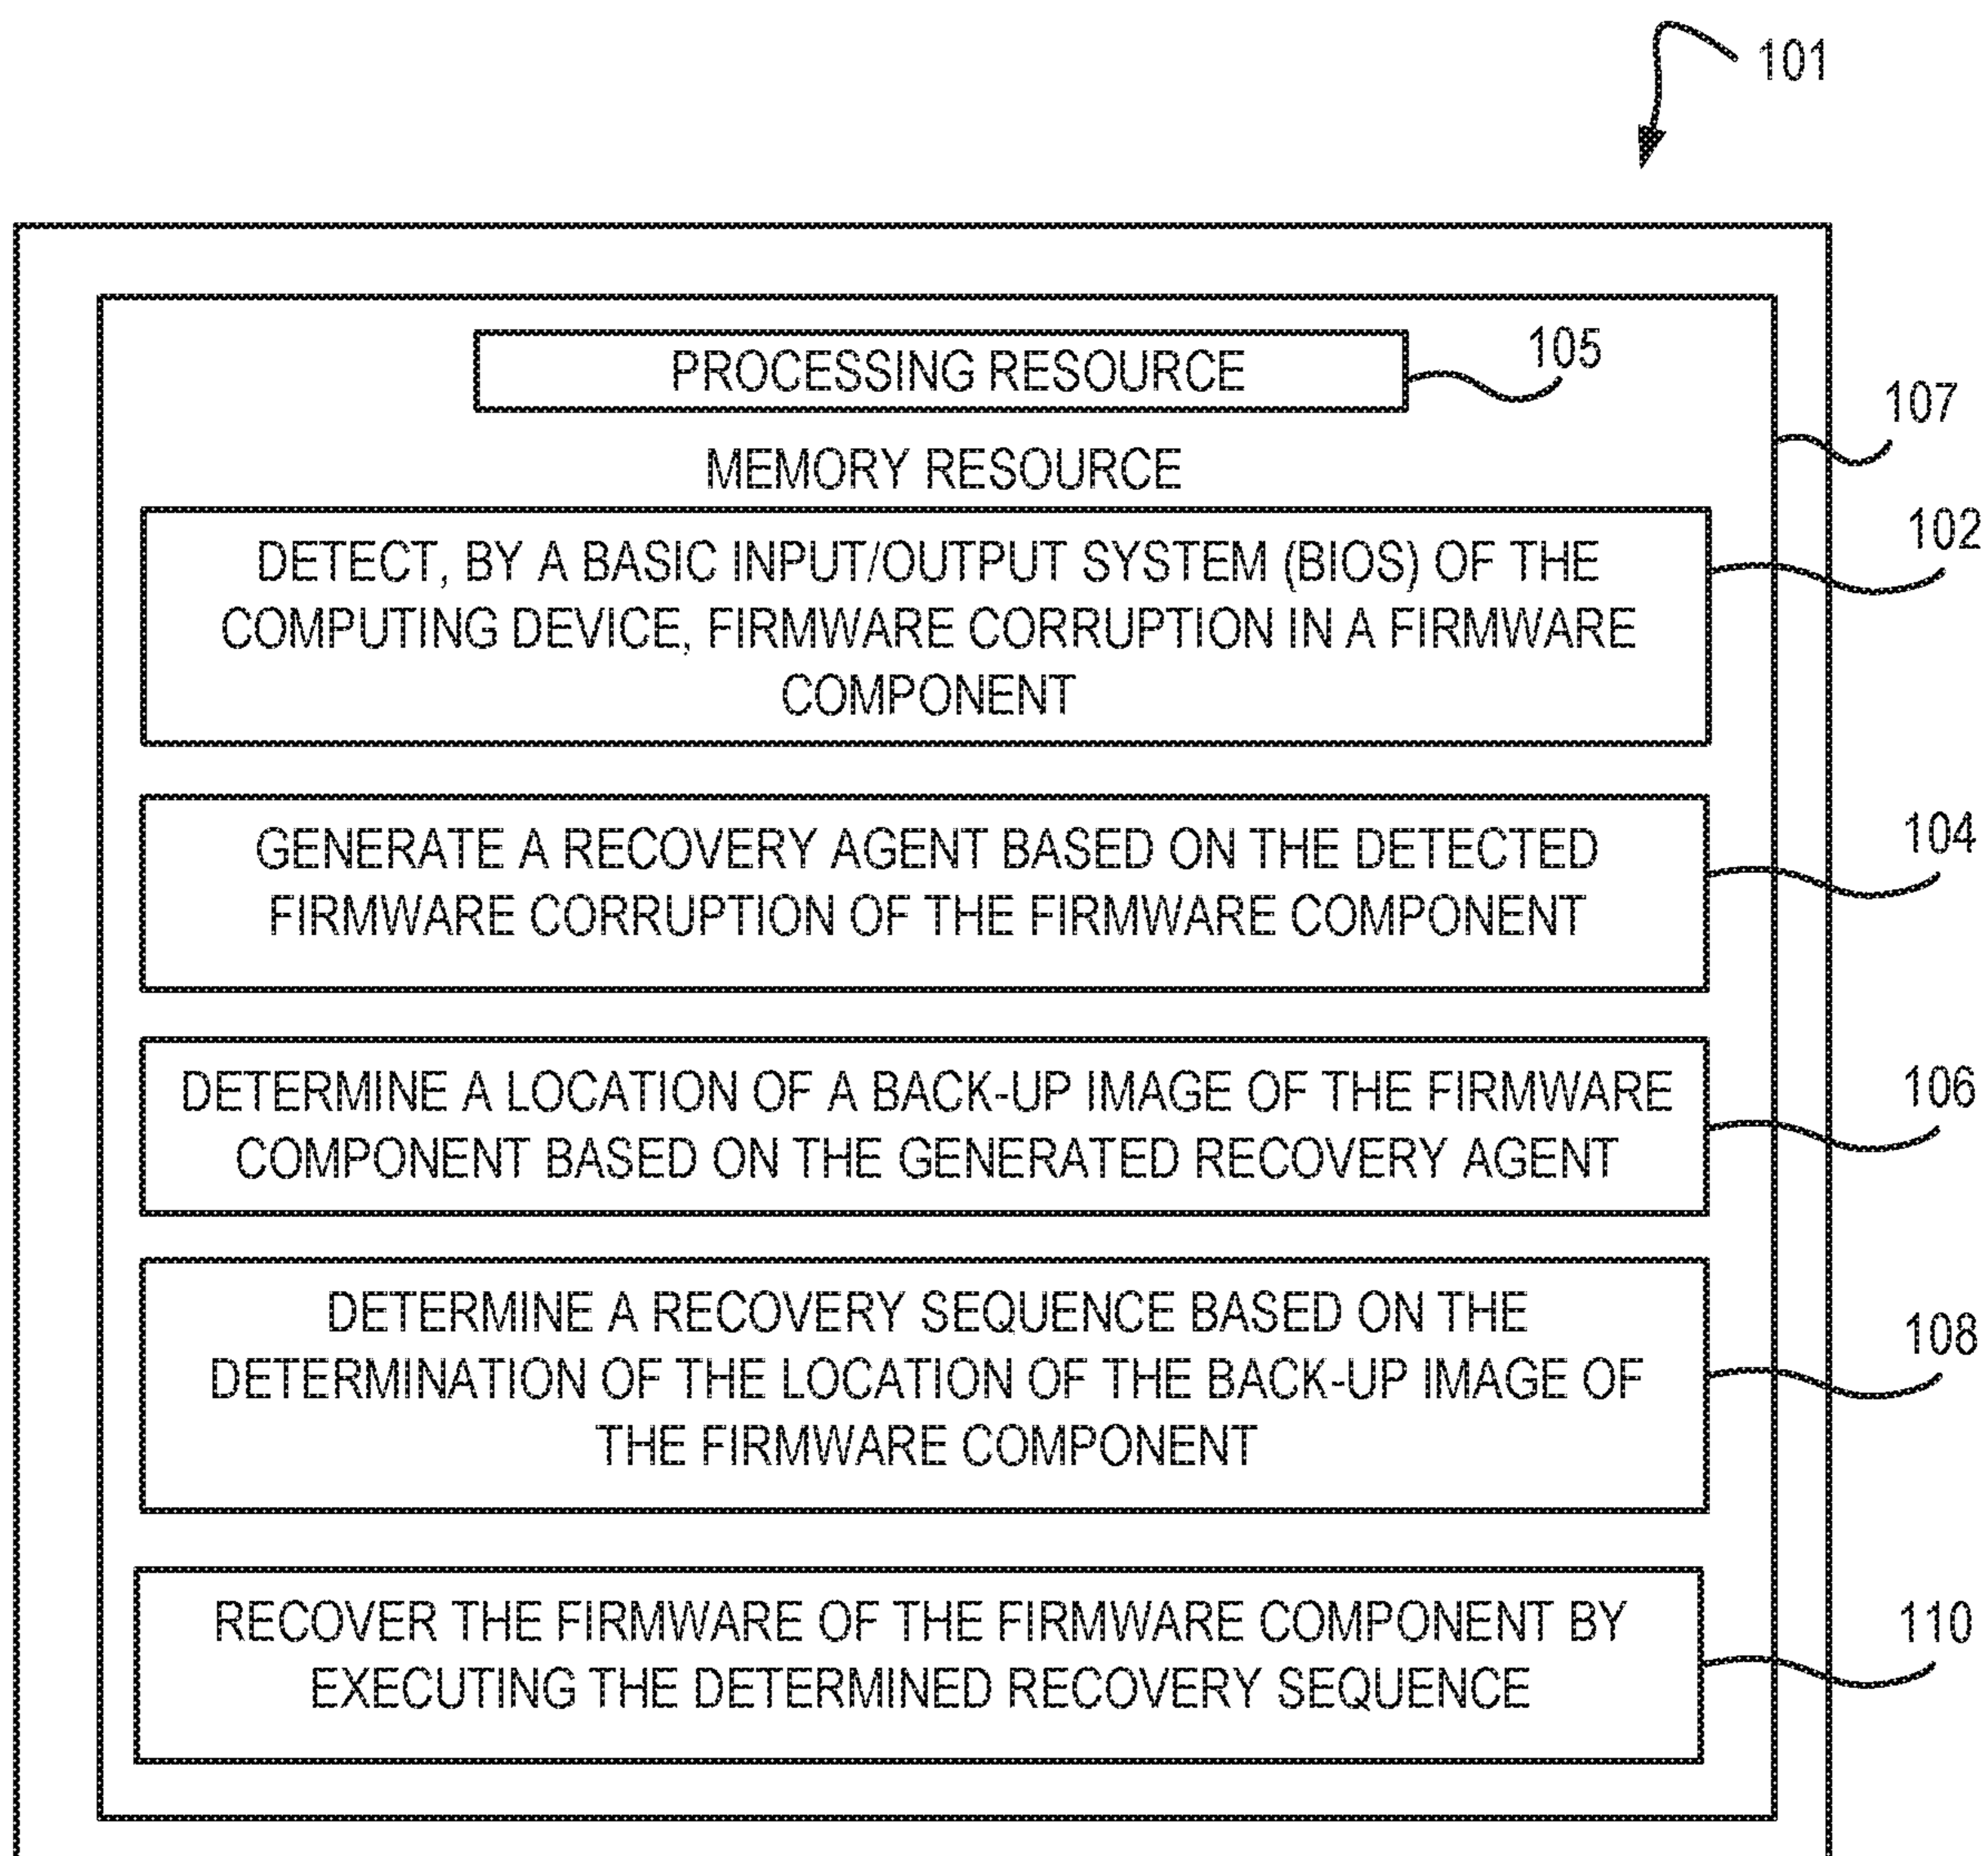 101
PROCESSING RESOURCE
105
107
MEMORY RESOURCE
102
DETECT, BY A BASIC INPUT/OUTPUT SYSTEM (BIOS) OF THE
COMPUTING DEVICE, FIRMWARE CORRUPTION IN A FIRMWARE
COMPONENT
104
GENERATE A RECOVERY AGENT BASED ON THE DETECTED
FIRMWARE CORRUPTION OF THE FIRMWARE COMPONENT
106
DETERMINE A LOCATION OF A BACK-UP IMAGE OF THE FIRMWARE
COMPONENT BASED ON THE GENERATED RECOVERY AGENT
108
DETERMINE A RECOVERY SEQUENCE BASED ON THE
DETERMINATION OF THE LOCATION OF THE BACK-UP IMAGE OF
THE FIRMWARE COMPONENT
110
RECOVER THE FIRMWARE OF THE FIRMWARE COMPONENT BY
EXECUTING THE DETERMINED RECOVERY SEQUENCE